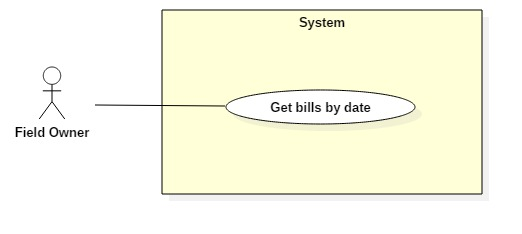 System
Get bills by date
Field Owner